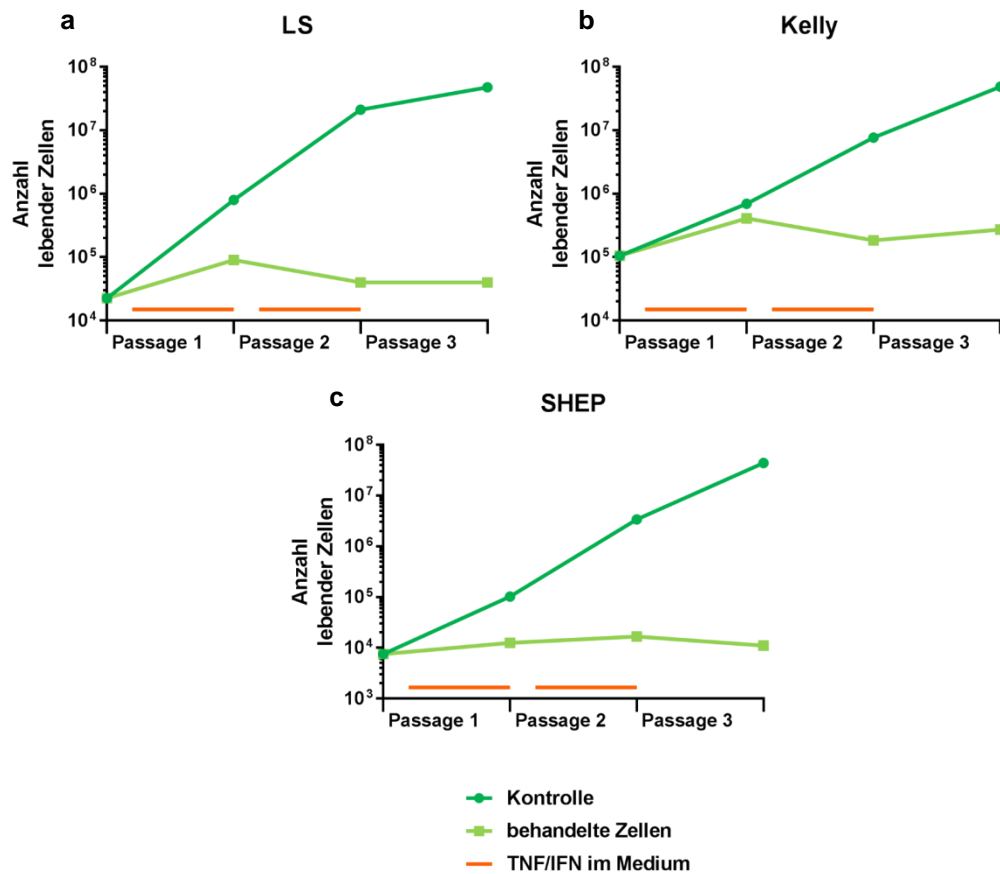 a
LS
10^8
10^7
10^6
10^5
10^4
Anzahl
lebender Zellen
Passage 1
Passage 2
Passage 3
b
Kelly
10^8
10^7
10^6
10^5
10^4
Anzahl
lebender Zellen
Passage 1
Passage 2
Passage 3
c
SHEP
10^8
10^7
10^6
10^5
10^4
10^3
Anzahl
lebender Zellen
Passage 1
Passage 2
Passage 3
Kontrolle
behandelte Zellen
TNF/IFN im Medium